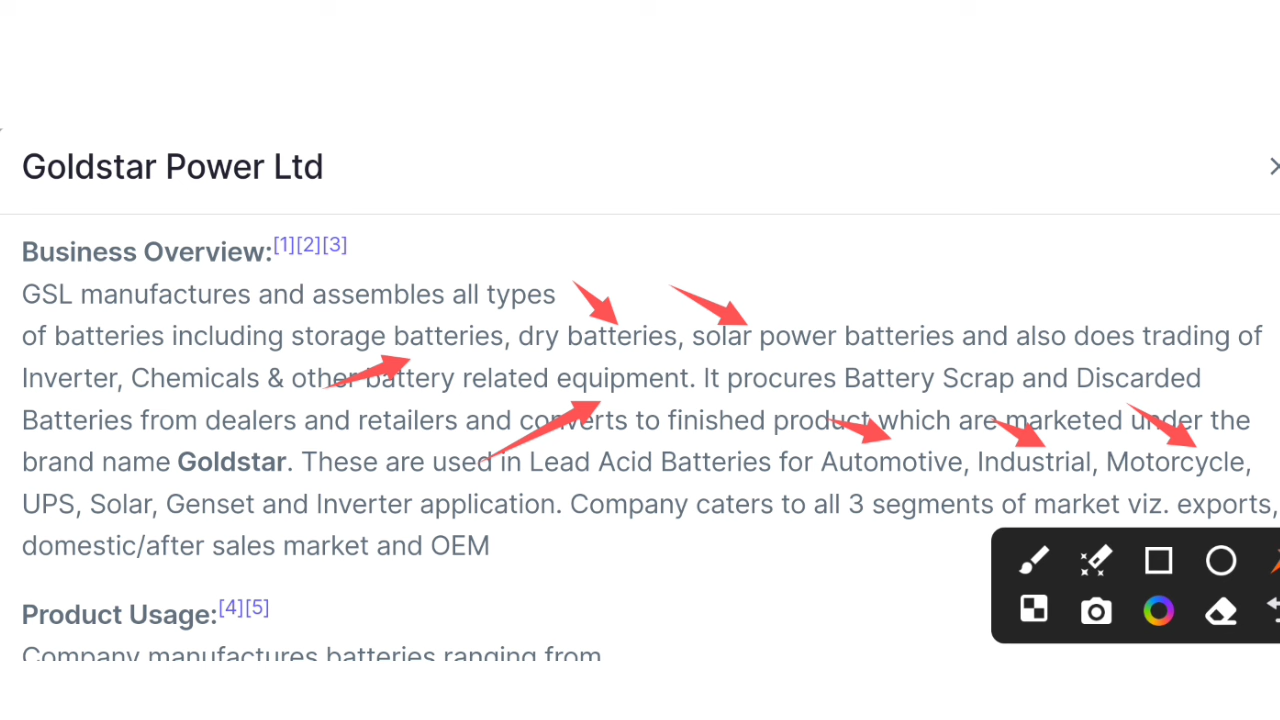 Goldstar Power Ltd
Business Overview:[1][2][3]
GSL manufactures and assembles all types
of batteries including storage batteries, dry batteries, solar power batteries and also does trading of
Inverter, Chemicals & other battery related equipment. It procures Battery Scrap and Discarded
Batteries from dealers and retailers and converts to finished product which are marketed under the
brand name Goldstar. These are used in Lead Acid Batteries for Automotive, Industrial, Motorcycle,
UPS, Solar, Genset and Inverter application. Company caters to all 3 segments of market viz. exports,
domestic/after sales market and OEM
Product Usage:[4][5]
Company manufactures batteries ranging from